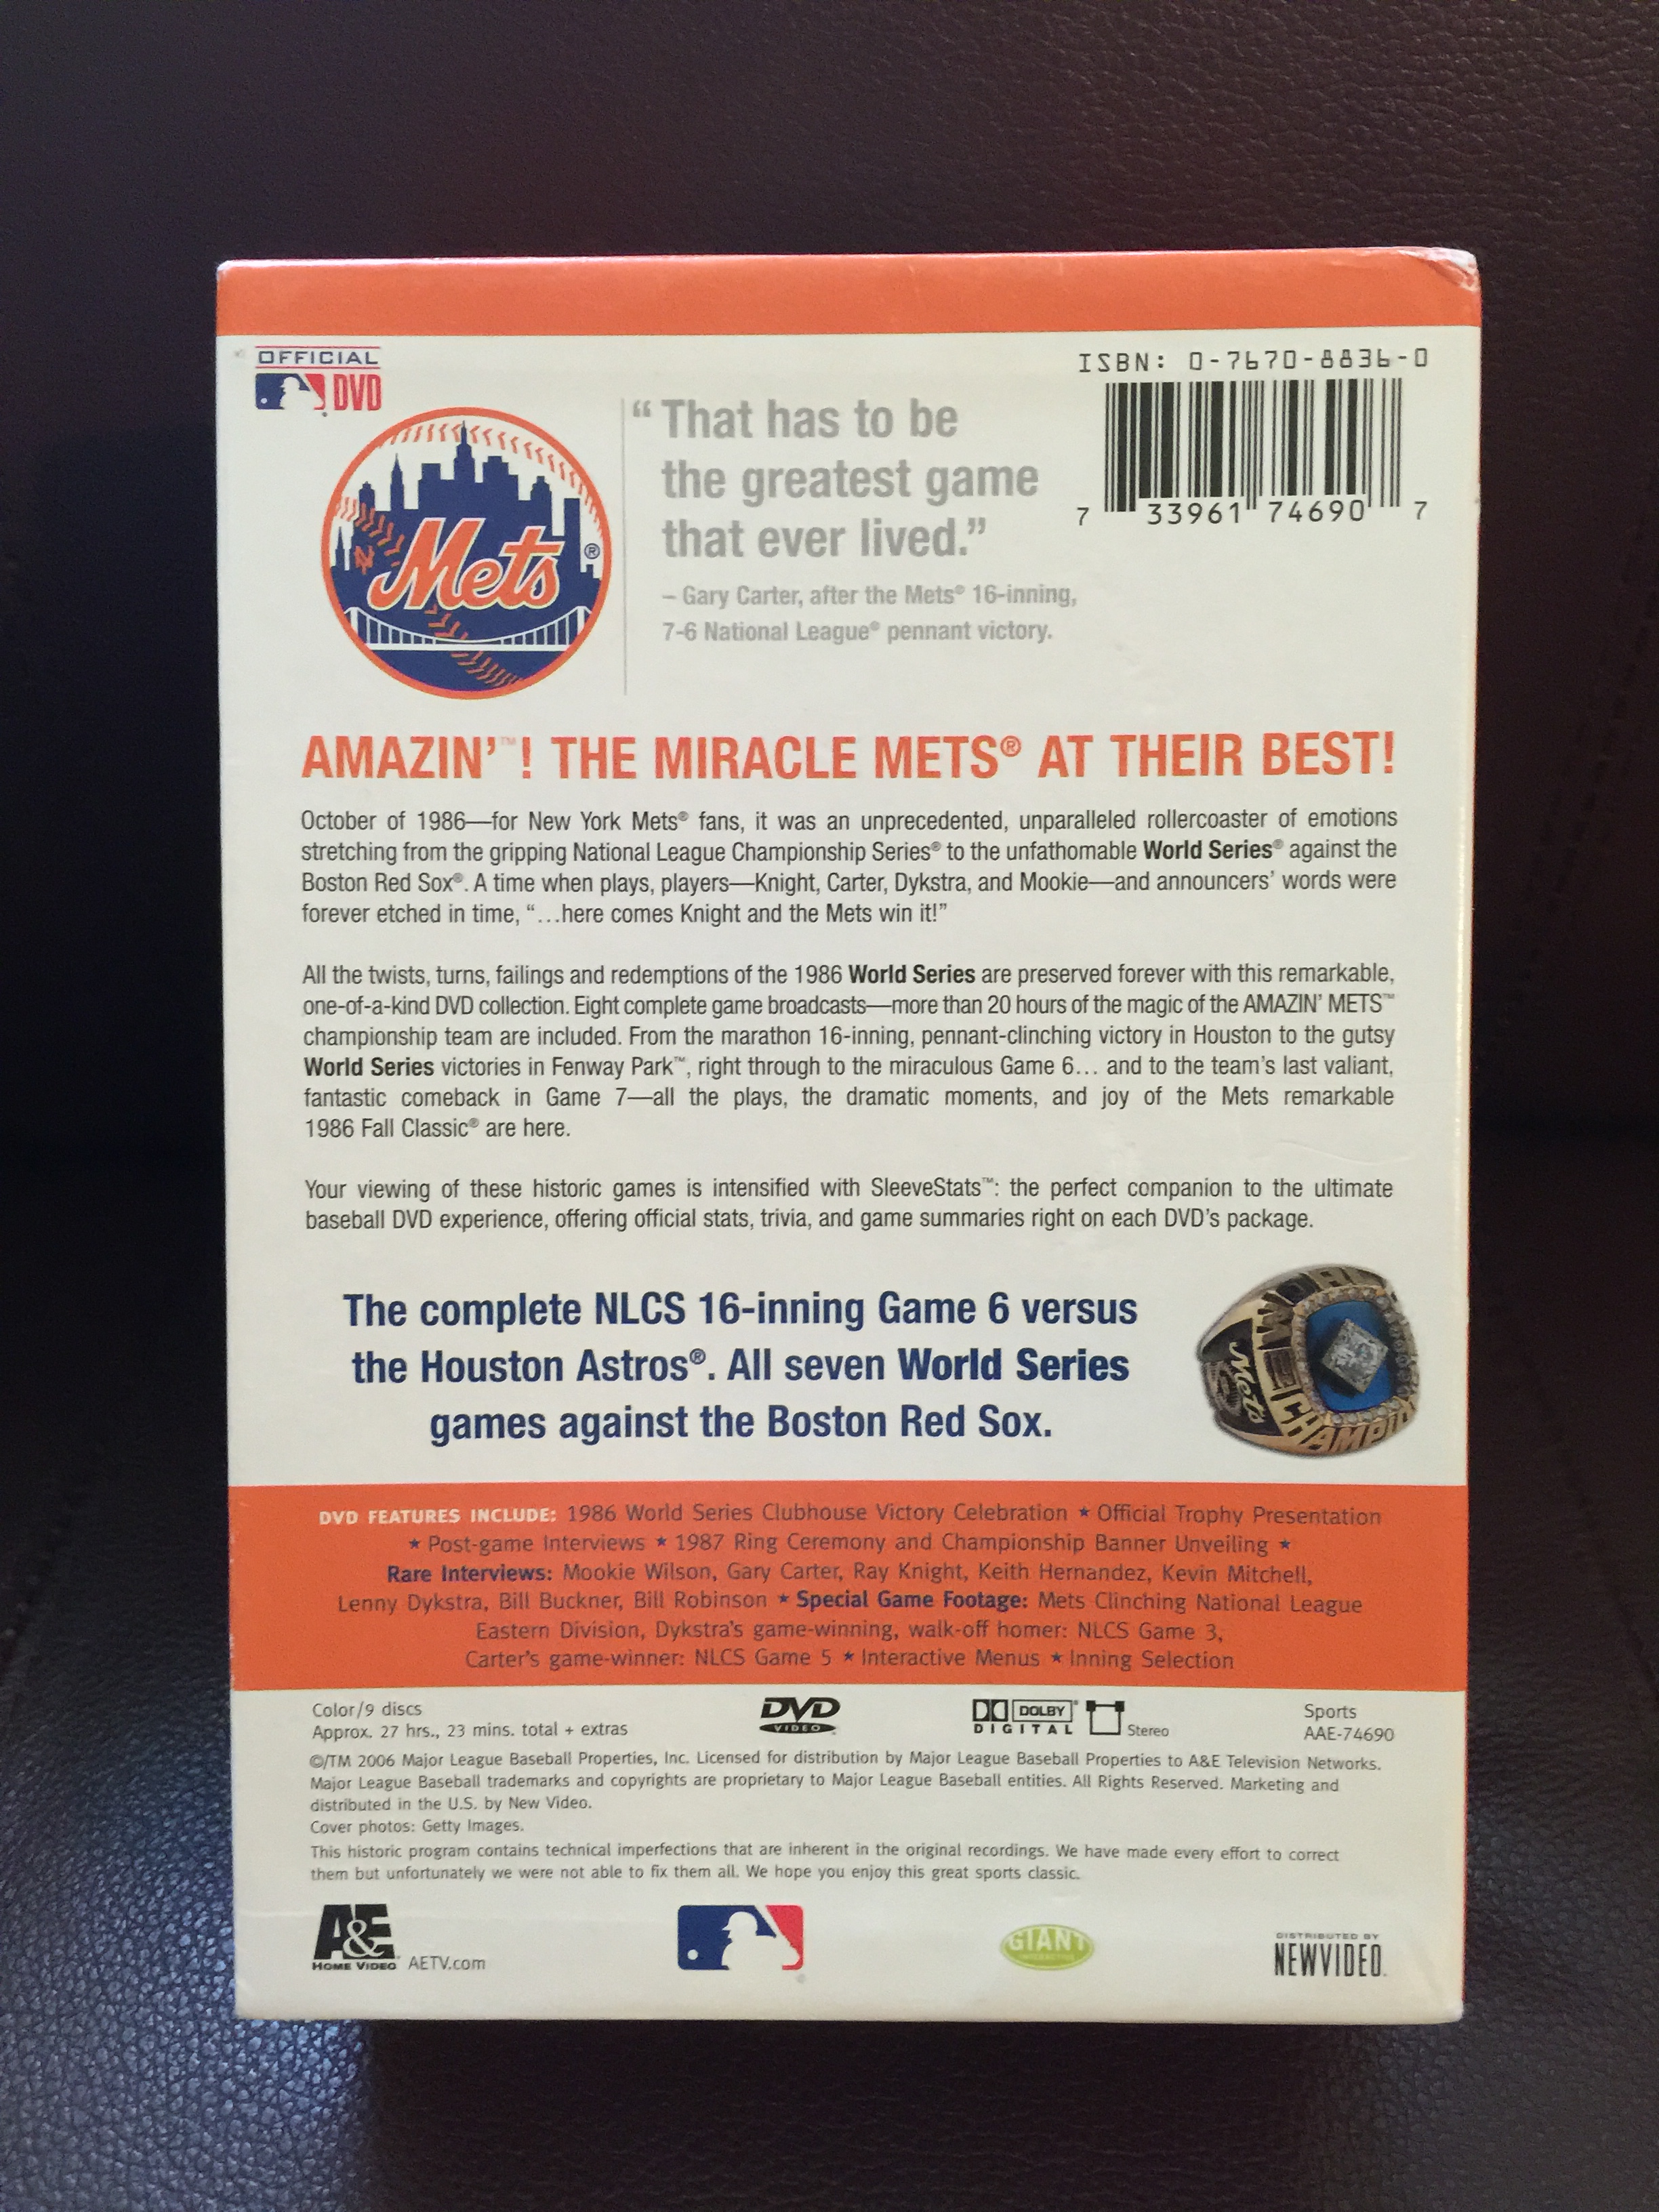 OFFICIAL
DVD
ISBN: 0-7670-8836-0
7 33961 74690 7
Mets®
NY
“That has to be
the greatest game
that ever lived.”
– Gary Carter, after the Mets® 16-inning,
7-6 National League® pennant victory.
AMAZIN’™! THE MIRACLE METS® AT THEIR BEST!
October of 1986—for New York Mets® fans, it was an unprecedented, unparalleled rollercoaster of emotions
stretching from the gripping National League Championship Series® to the unfathomable World Series® against the
Boston Red Sox®. A time when plays, players—Knight, Carter, Dykstra, and Mookie—and announcers’ words were
forever etched in time, “…here comes Knight and the Mets win it!”
All the twists, turns, failings and redemptions of the 1986 World Series are preserved forever with this remarkable,
one-of-a-kind DVD collection. Eight complete game broadcasts—more than 20 hours of the magic of the AMAZIN’ METS™
championship team are included. From the marathon 16-inning, pennant-clinching victory in Houston to the gutsy
World Series victories in Fenway Park™, right through to the miraculous Game 6… and to the team’s last valiant,
fantastic comeback in Game 7—all the plays, the dramatic moments, and joy of the Mets remarkable
1986 Fall Classic® are here.
Your viewing of these historic games is intensified with SleeveStats™: the perfect companion to the ultimate
baseball DVD experience, offering official stats, trivia, and game summaries right on each DVD’s package.
The complete NLCS 16-inning Game 6 versus
the Houston Astros®. All seven World Series
games against the Boston Red Sox.
Mets
CHAMPI
DVD FEATURES INCLUDE: 1986 World Series Clubhouse Victory Celebration ★ Official Trophy Presentation
★ Post-game Interviews ★ 1987 Ring Ceremony and Championship Banner Unveiling ★
Rare Interviews: Mookie Wilson, Gary Carter, Ray Knight, Keith Hernandez, Kevin Mitchell,
Lenny Dykstra, Bill Buckner, Bill Robinson ★ Special Game Footage: Mets Clinching National League
Eastern Division, Dykstra’s game-winning, walk-off homer: NLCS Game 3,
Carter’s game-winner: NLCS Game 5 ★ Interactive Menus ★ Inning Selection
Color/9 discs
Approx. 27 hrs., 23 mins. total + extras
DVD
VIDEO
DOLBY
DIGITAL
Stereo
Sports
AAE-74690
©/TM 2006 Major League Baseball Properties, Inc. Licensed for distribution by Major League Baseball Properties to A&E Television Networks.
Major League Baseball trademarks and copyrights are proprietary to Major League Baseball entities. All Rights Reserved. Marketing and
distributed in the U.S. by New Video.
Cover photos: Getty Images.
This historic program contains technical imperfections that are inherent in the original recordings. We have made every effort to correct
them but unfortunately we were not able to fix them all. We hope you enjoy this great sports classic.
A&E
HOME VIDEO AETV.com
GIANT
INTERACTIVE
DISTRIBUTED BY
NEWVIDEO